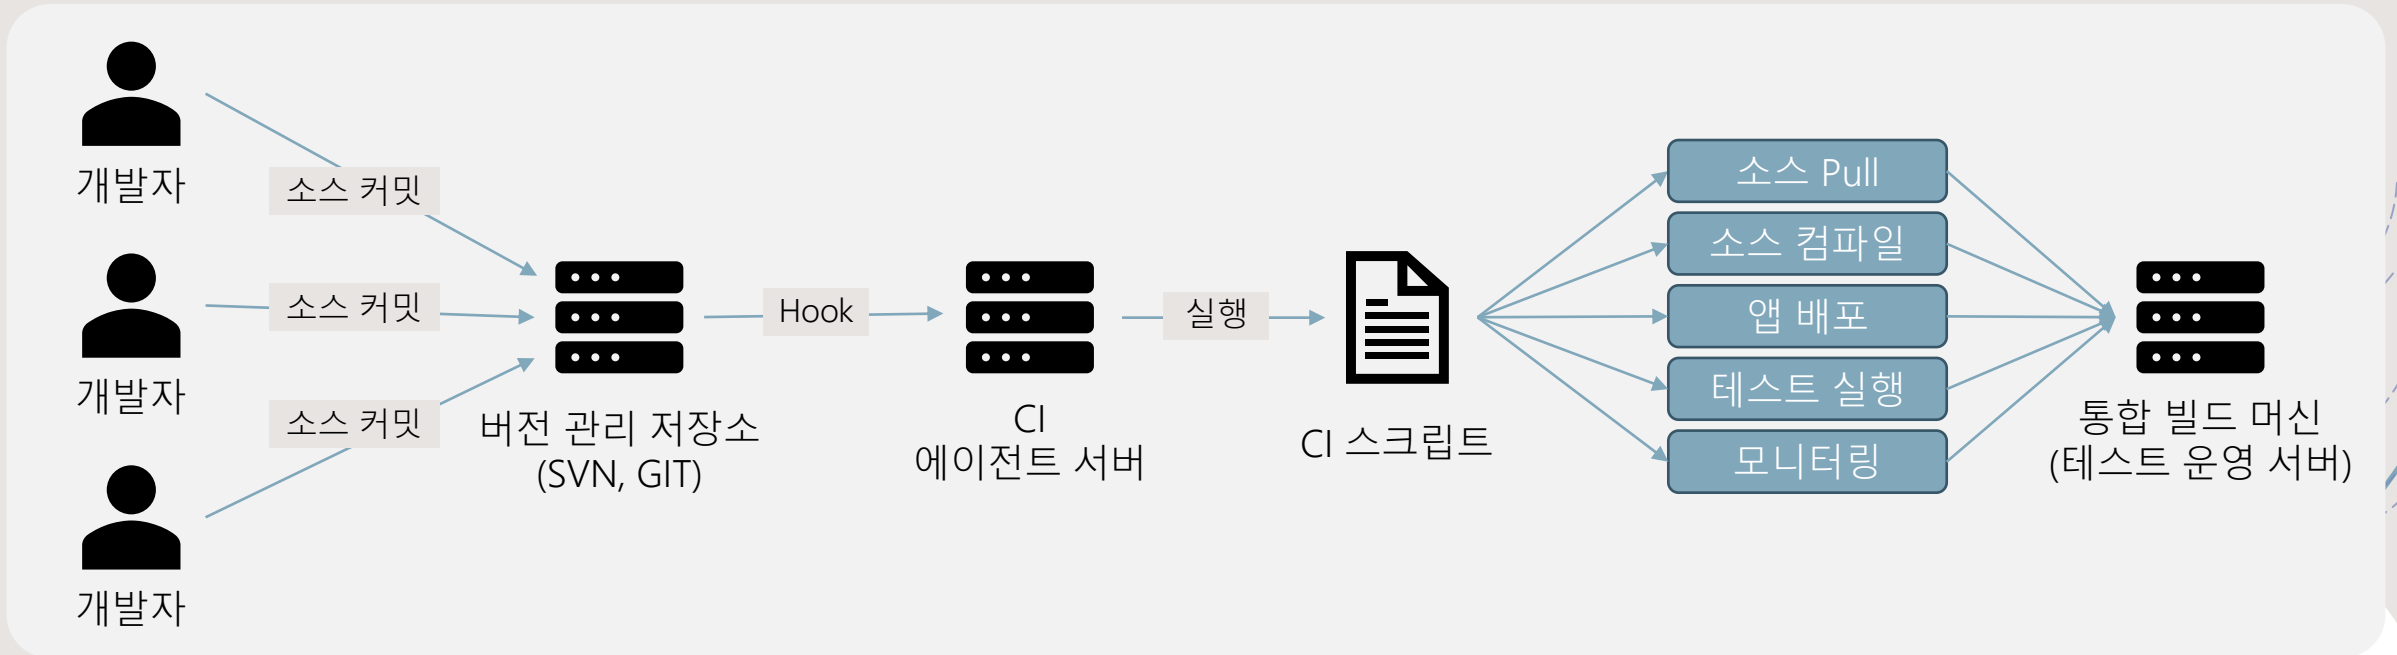 개발자
개발자
개발자
소스 커밋
소스 커밋
소스 커밋
버전 관리 저장소
(SVN, GIT)
Hook
CI
에이전트 서버
실행
CI 스크립트
소스 Pull
소스 컴파일
앱 배포
테스트 실행
모니터링
통합 빌드 머신
(테스트 운영 서버)